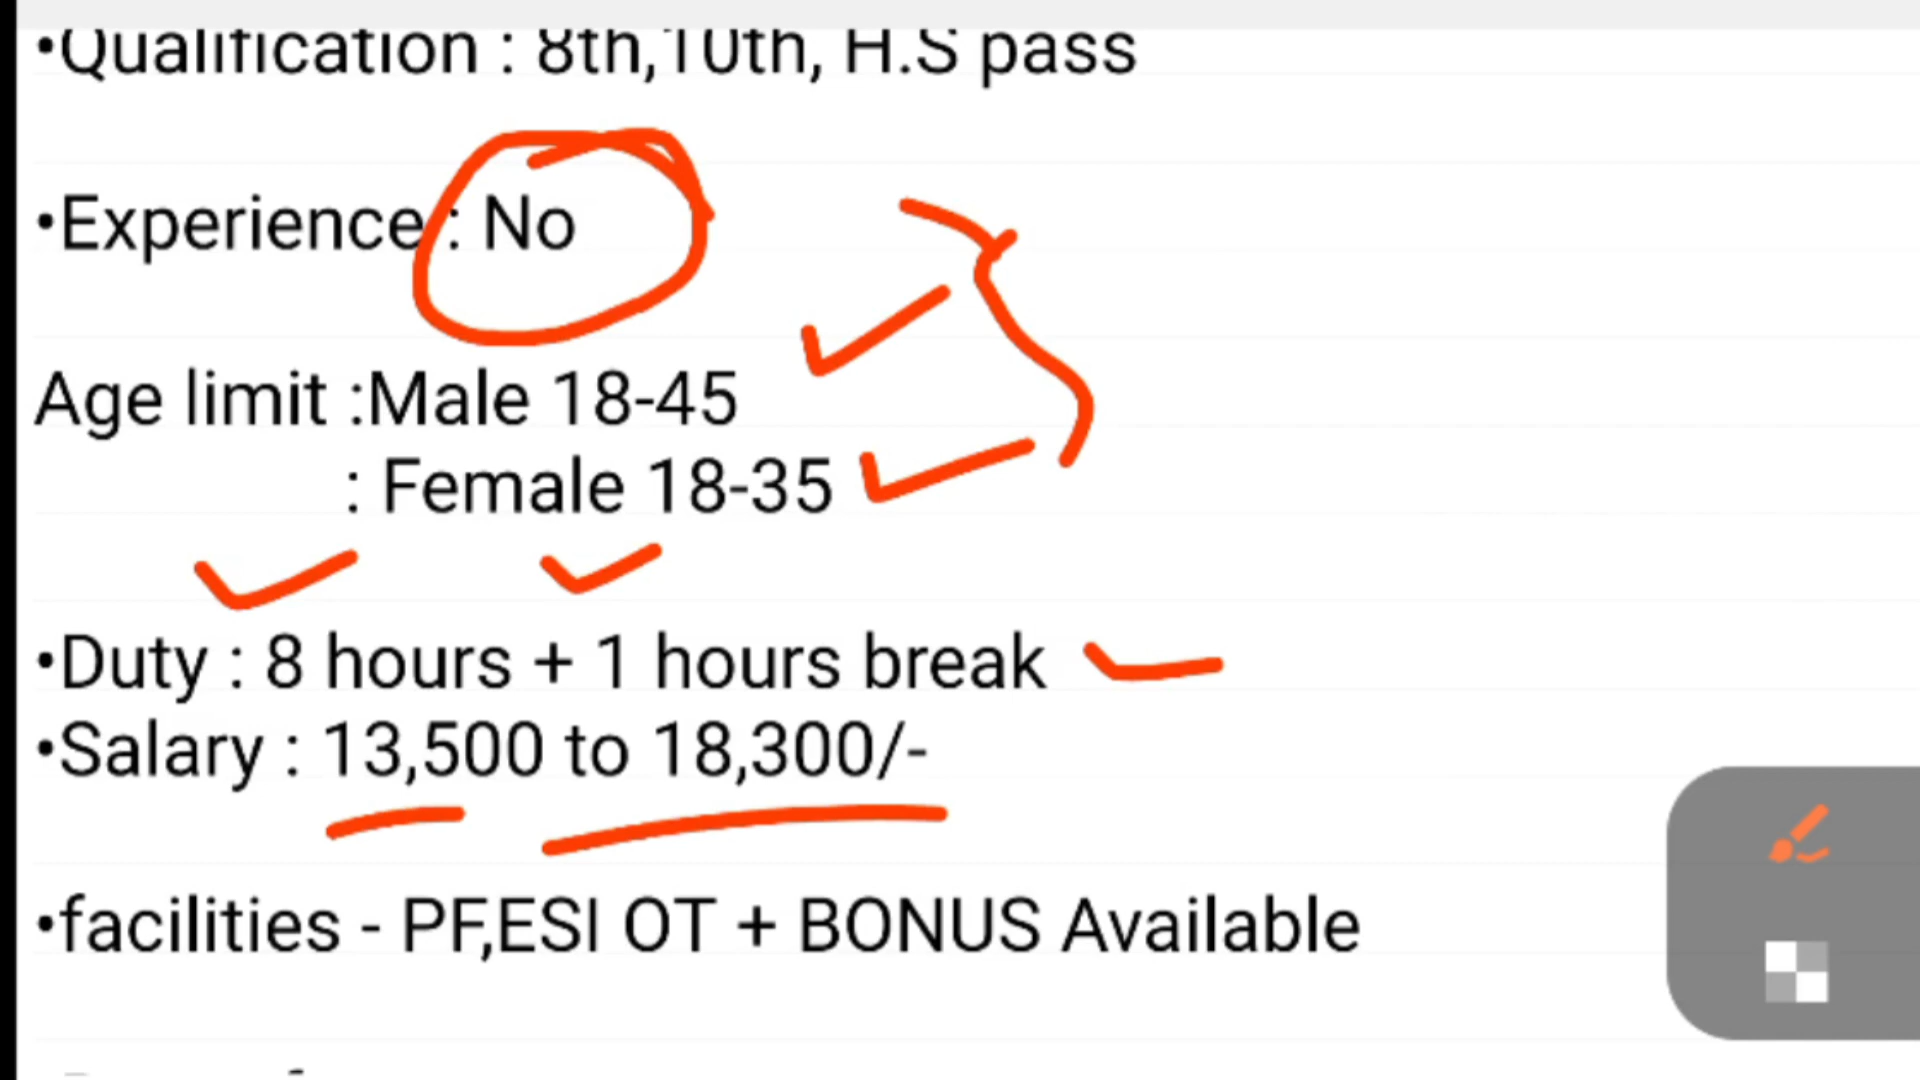 •Qualification : 8th,10th, H.S pass
•Experience : No
Age limit :Male 18-45
: Female 18-35
•Duty : 8 hours + 1 hours break
•Salary : 13,500 to 18,300/-
•facilities - PF,ESI OT + BONUS Available